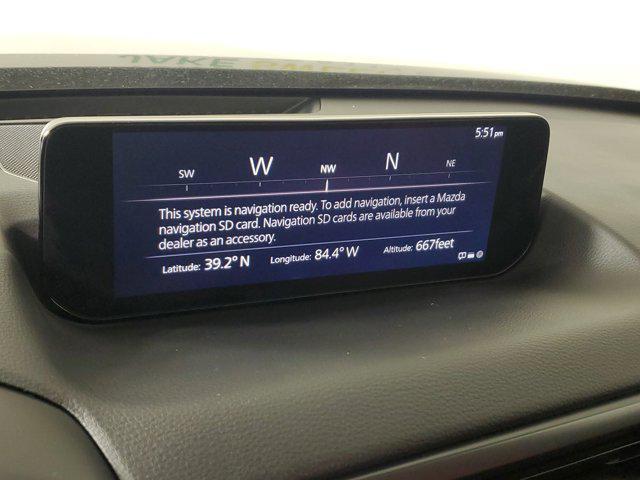 JAKE
5:51pm
SW W NW N NE
This system is navigation ready. To add navigation, insert a Mazda
navigation SD card. Navigation SD cards are available from your
dealer as an accessory.
Latitude: 39.2° N Longitude: 84.4° W Altitude: 667feet